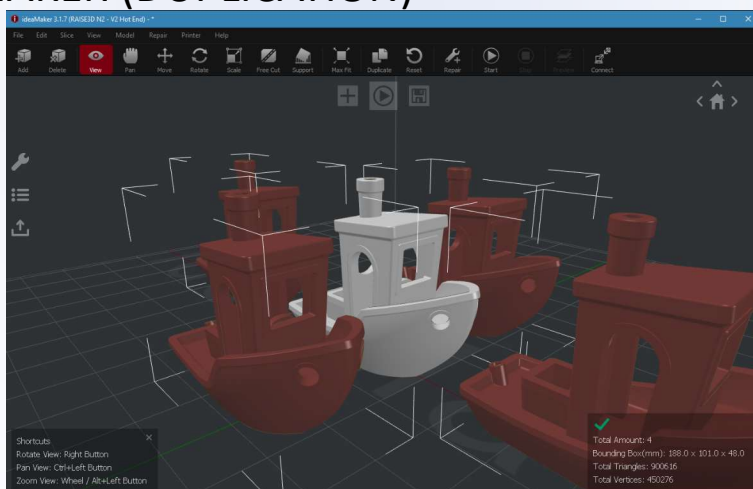 ideaMaker 3.1.7 (RAISE3D N2 - V2 Hot End) - *
File Edit Slice View Model Repair Printer Help
Add Delete View Pan Move Rotate Scale Free Cut Support Max Fit Duplicate Reset Repair Start Stop Preview Connect
Shortcuts
Rotate View: Right Button
Pan View: Ctrl+Left Button
Zoom View: Wheel / Alt+Left Button
Total Amount: 4
Bounding Box(mm): 188.0 x 101.0 x 48.0
Total Triangles: 900616
Total Vertices: 450276